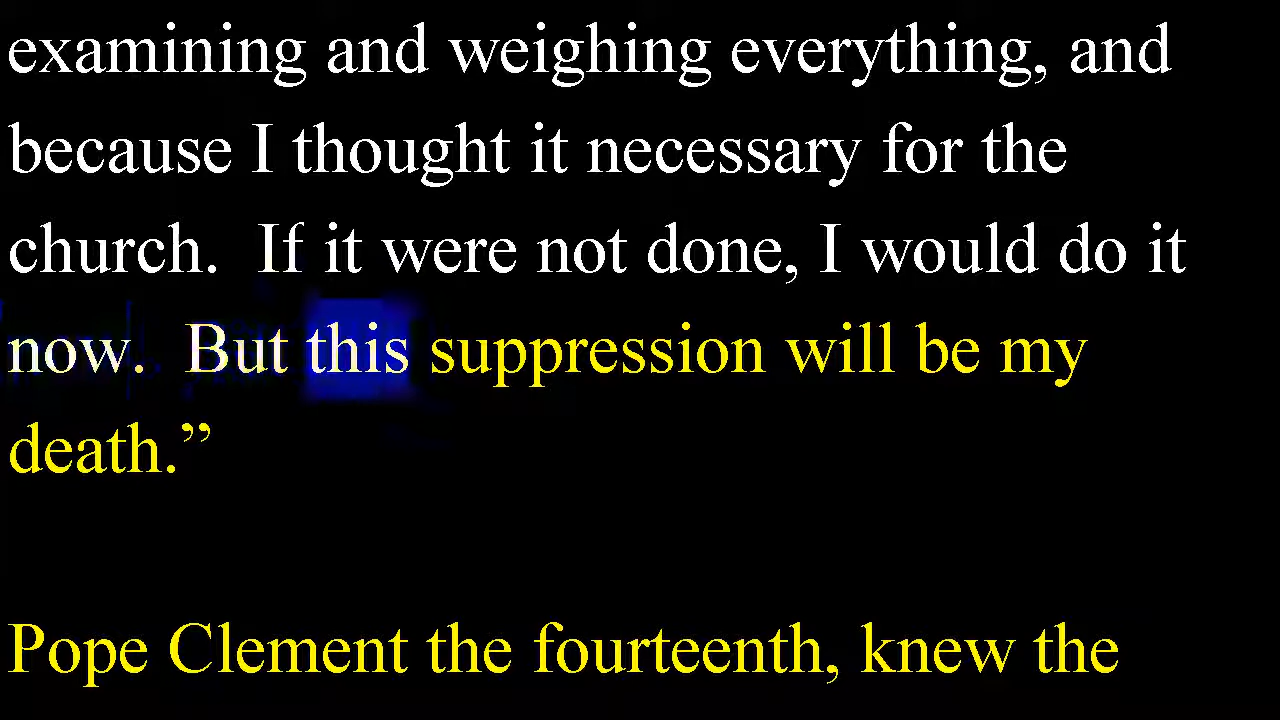 examining and weighing everything, and
because I thought it necessary for the
church.  If it were not done, I would do it
now.  But this suppression will be my
death.”
Pope Clement the fourteenth, knew the